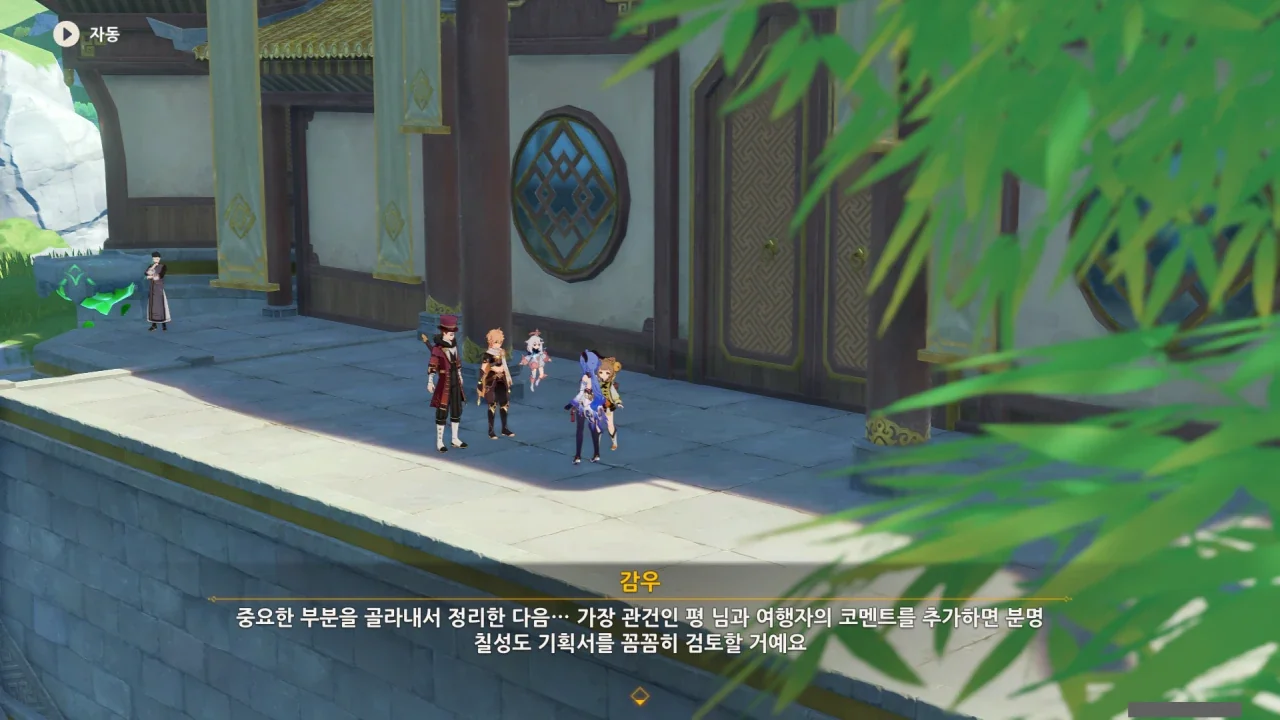 자동
감우
중요한 부분을 골라내서 정리한 다음… 가장 관건인 평 님과 여행자의 코멘트를 추가하면 분명
칠성도 기획서를 꼼꼼히 검토할 거예요